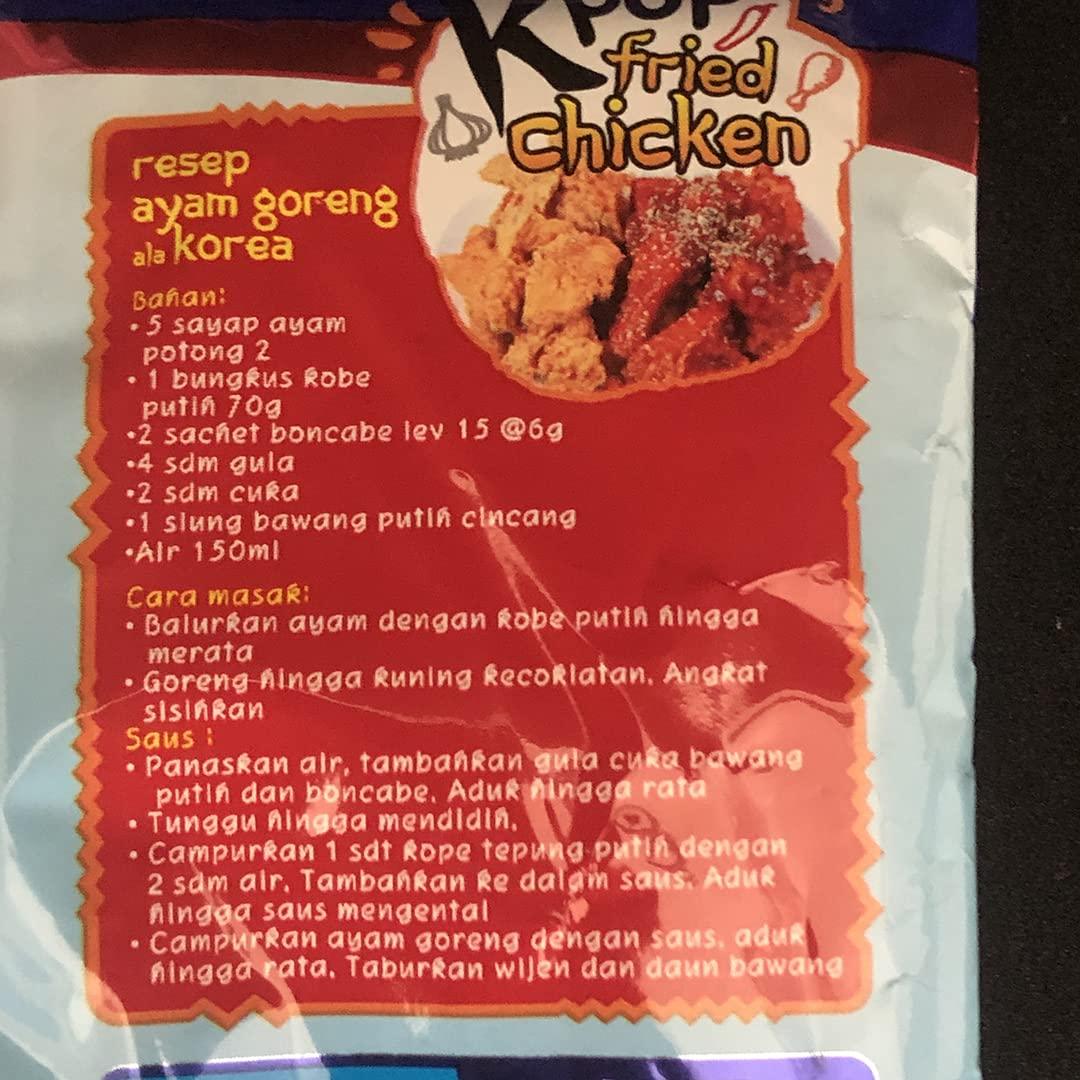 Kpop
fried
chicken
resep
ayam goreng
ala korea
Bahan:
• 5 sayap ayam
potong 2
• 1 bungkus kobe
putih 70g
•2 sachet boncabe lev 15 @6g
•4 sdm gula
•2 sdm cuka
•1 siung bawang putih cincang
•Air 150ml
Cara masak:
• Balurkan ayam dengan kobe putih hingga
merata
• Goreng hingga kuning kecoklatan. Angkat
sisihkan
Saus :
• Panaskan air, tambahkan gula cuka bawang
putih dan boncabe. Aduk hingga rata
• Tunggu hingga mendidih.
• Campurkan 1 sdt kope tepung putih dengan
2 sdm air. Tambahkan ke dalam saus. Aduk
hingga saus mengental
• Campurkan ayam goreng dengan saus. aduk
hingga rata. Taburkan wijen dan daun bawang